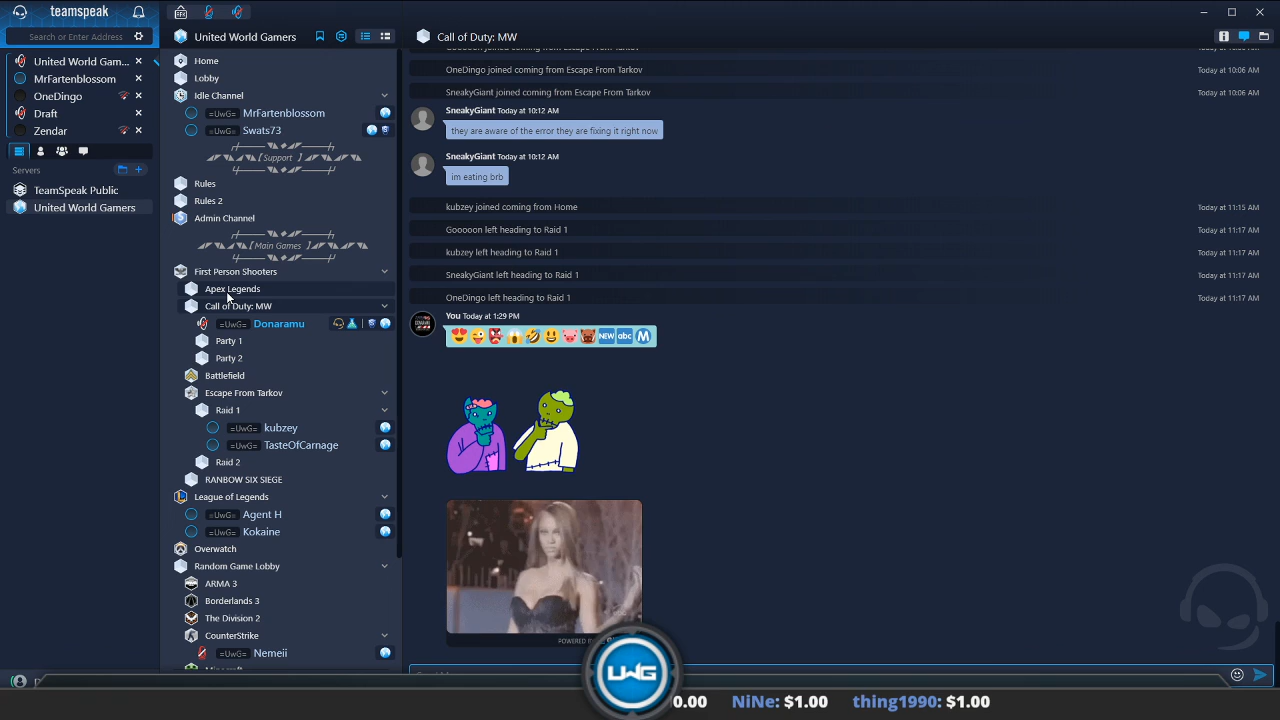 teamspeak
Search or Enter Address
United World Gam...
MrFartenblossom
OneDingo
Draft
Zendar
Servers
TeamSpeak Public
United World Gamers
United World Gamers
Home
Lobby
Idle Channel
=UwG= MrFartenblossom
=UwG= Swats73
[ Support ]
Rules
Rules 2
Admin Channel
[ Main Games ]
First Person Shooters
Apex Legends
Call of Duty: MW
=UwG= Donaramu
Party 1
Party 2
Battlefield
Escape From Tarkov
Raid 1
=UwG= kubzey
=UwG= TasteOfCarnage
Raid 2
RANBOW SIX SIEGE
League of Legends
=UwG= Agent H
=UwG= Kokaine
Overwatch
Random Game Lobby
ARMA 3
Borderlands 3
The Division 2
CounterStrike
=UwG= Nemeii
Call of Duty: MW
OneDingo joined coming from Escape From Tarkov Today at 10:06 AM
SneakyGiant joined coming from Escape From Tarkov Today at 10:06 AM
SneakyGiant Today at 10:12 AM
they are aware of the error they are fixing it right now
SneakyGiant Today at 10:12 AM
im eating brb
kubzey joined coming from Home Today at 11:15 AM
Gooooon left heading to Raid 1 Today at 11:17 AM
kubzey left heading to Raid 1 Today at 11:17 AM
SneakyGiant left heading to Raid 1 Today at 11:17 AM
OneDingo left heading to Raid 1 Today at 11:17 AM
You Today at 1:29 PM
NEW abc M
POWERED
UWG
0.00 NiNe: $1.00 thing1990: $1.00